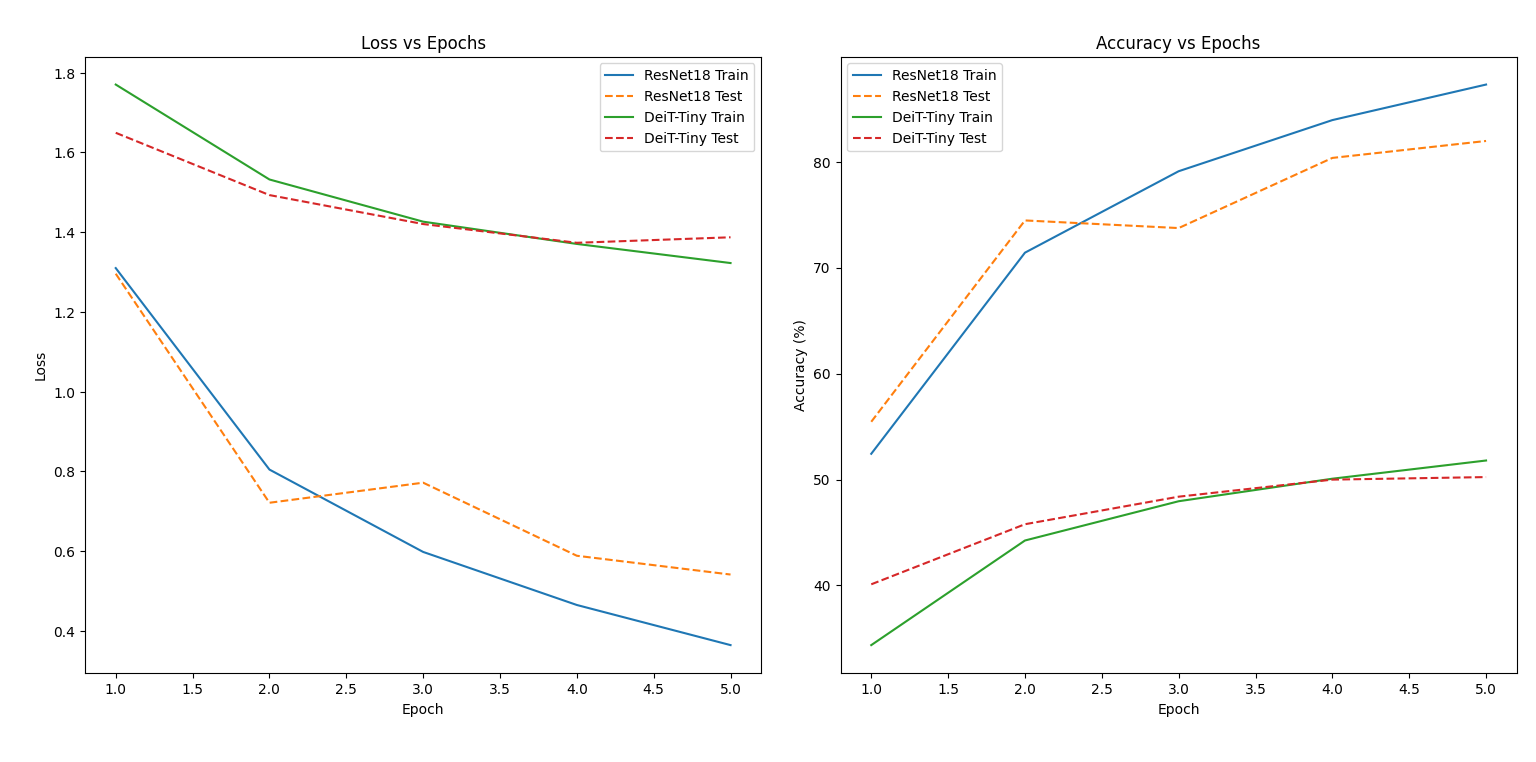 Loss vs Epochs
ResNet18 Train
ResNet18 Test
DeiT-Tiny Train
DeiT-Tiny Test
Loss
1.8
1.6
1.4
1.2
1.0
0.8
0.6
0.4
1.0 1.5 2.0 2.5 3.0 3.5 4.0 4.5 5.0
Epoch
Accuracy vs Epochs
ResNet18 Train
ResNet18 Test
DeiT-Tiny Train
DeiT-Tiny Test
Accuracy (%)
80
70
60
50
40
1.0 1.5 2.0 2.5 3.0 3.5 4.0 4.5 5.0
Epoch